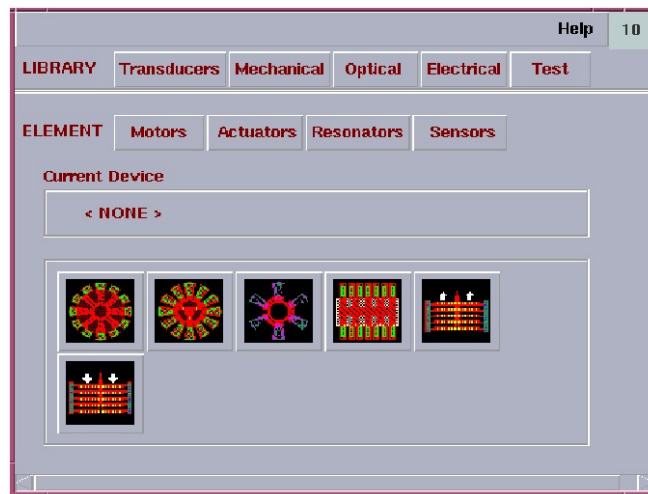 Help 10
LIBRARY Transducers Mechanical Optical Electrical Test
ELEMENT Motors Actuators Resonators Sensors
Current Device
< NONE >